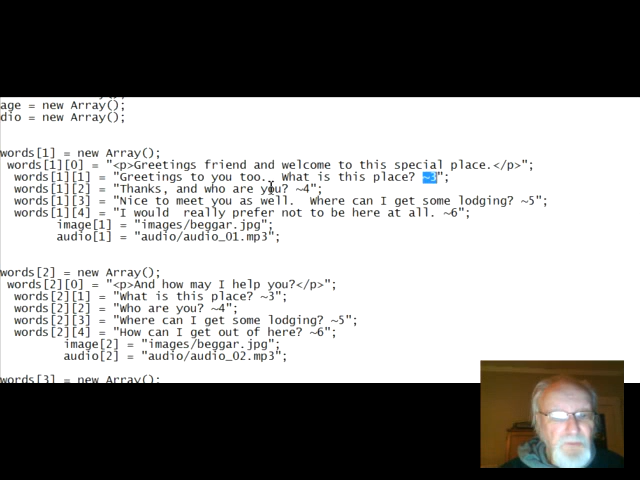 age = new Array();
dio = new Array();
words[1] = new Array();
words[1][0] = "<p>Greetings friend and welcome to this special place.</p>";
words[1][1] = "Greetings to you too.. What is this place? ~3";
words[1][2] = "Thanks, and who are you? ~4";
words[1][3] = "Nice to meet you as well.  Where can I get some lodging? ~5";
words[1][4] = "I would  really prefer not to be here at all. ~6";
image[1] = "images/beggar.jpg";
audio[1] = "audio/audio_01.mp3";
words[2] = new Array();
words[2][0] = "<p>And how may I help you?</p>";
words[2][1] = "What is this place? ~3";
words[2][2] = "Who are you? ~4";
words[2][3] = "Where can I get some lodging? ~5";
words[2][4] = "How can I get out of here? ~6";
image[2] = "images/beggar.jpg";
audio[2] = "audio/audio_02.mp3";
words[3] = new Array();